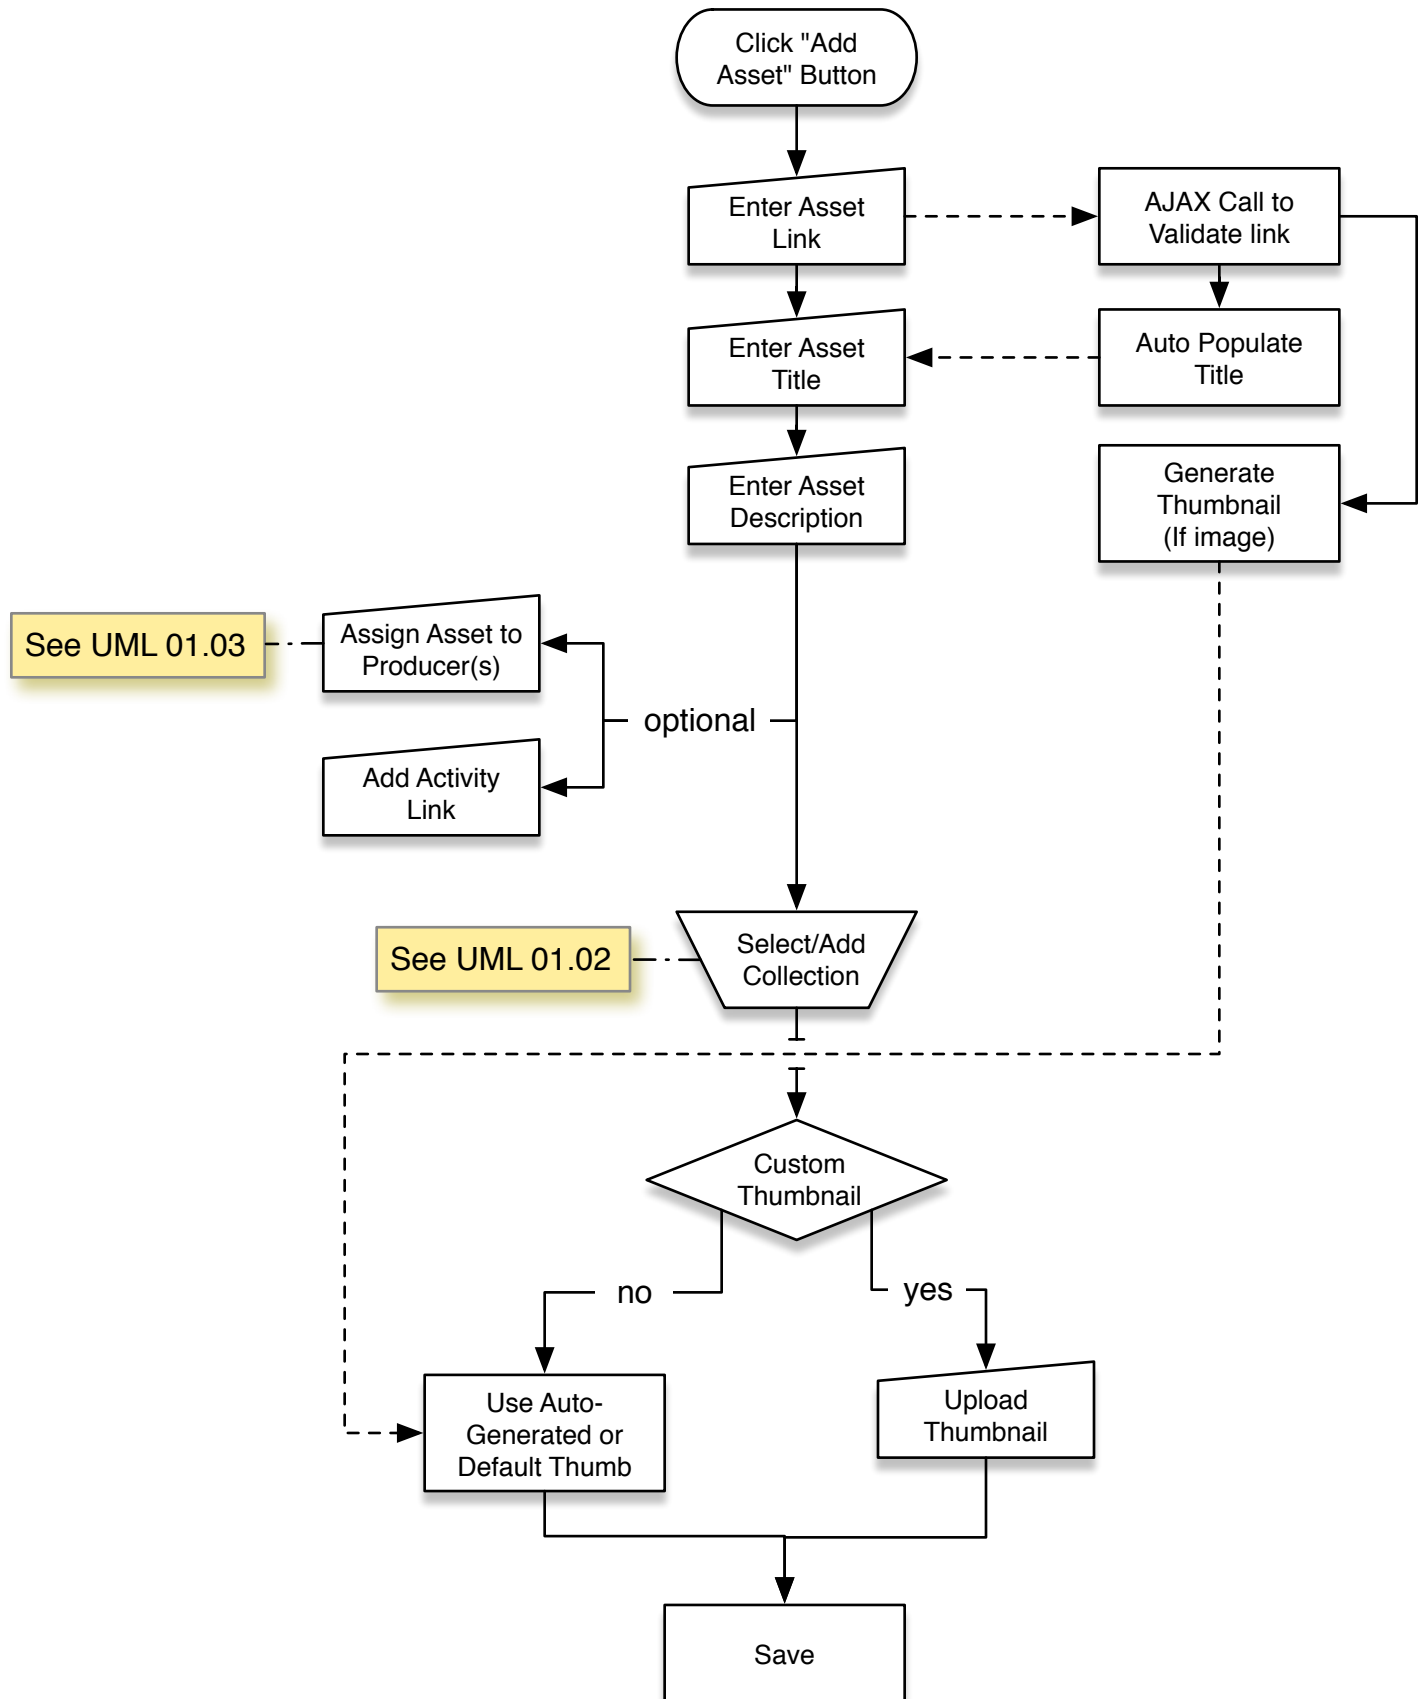 Click "Add
Asset" Button
Enter Asset
Link
AJAX Call to
Validate link
Enter Asset
Title
Auto Populate
Title
Enter Asset
Description
Generate
Thumbnail
(If image)
See UML 01.03
Assign Asset to
Producer(s)
optional
Add Activity
Link
See UML 01.02
Select/Add
Collection
Custom
Thumbnail
no
yes
Use Auto-
Generated or
Default Thumb
Upload
Thumbnail
Save